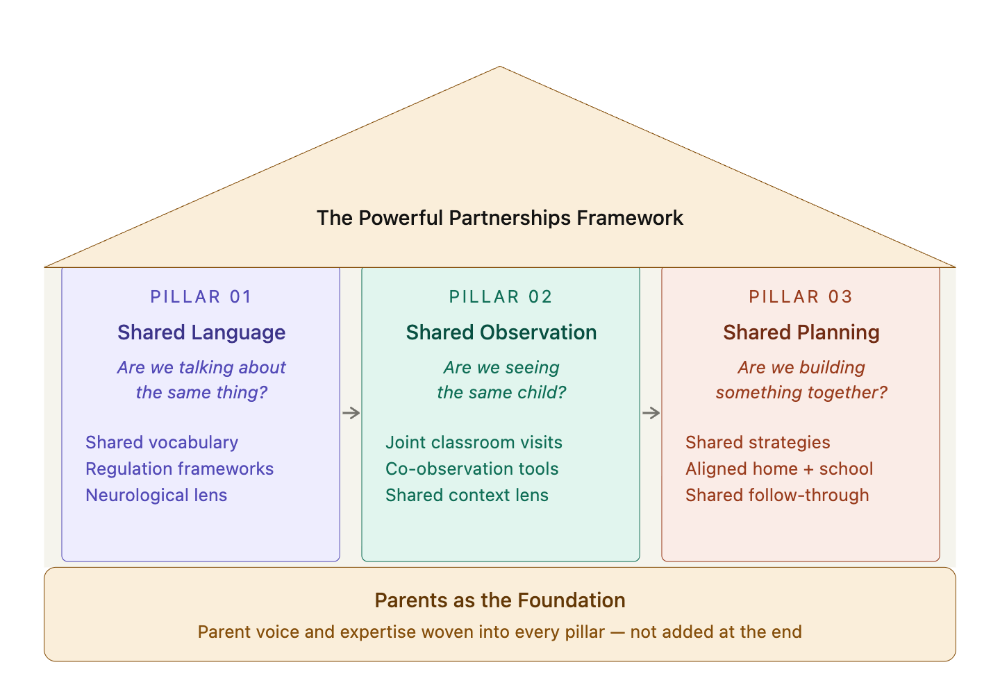 The Powerful Partnerships Framework
PILLAR 01
Shared Language
Are we talking about
the same thing?
Shared vocabulary
Regulation frameworks
Neurological lens
PILLAR 02
Shared Observation
Are we seeing
the same child?
Joint classroom visits
Co-observation tools
Shared context lens
PILLAR 03
Shared Planning
Are we building
something together?
Shared strategies
Aligned home + school
Shared follow-through
Parents as the Foundation
Parent voice and expertise woven into every pillar — not added at the end